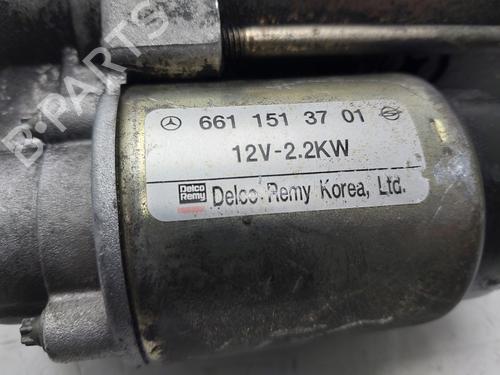 B-PARTS
661 151 37 01
12V-2.2KW
Delco Remy
Delco Remy Korea, Ltd.